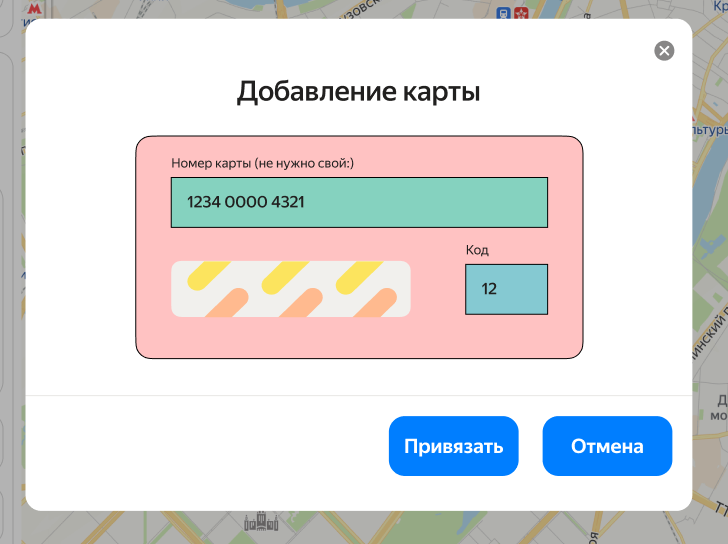 Добавление карты
Номер карты (не нужно свой:)
1234 0000 4321
Код
12
Привязать
Отмена